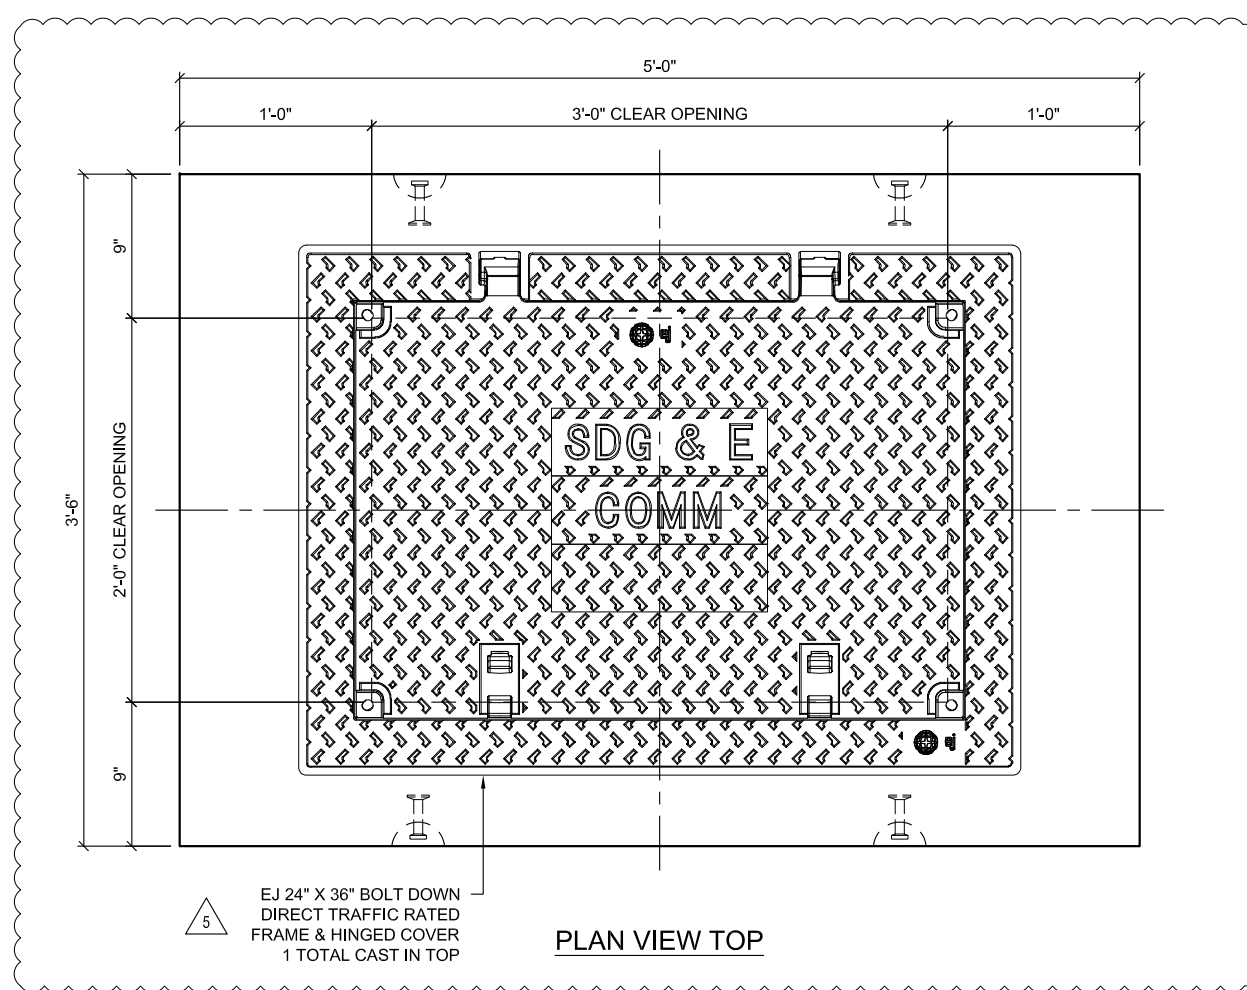 5'-0"
1'-0"
3'-0" CLEAR OPENING
1'-0"
9"
3'-6"
2'-0" CLEAR OPENING
9"
SDG & E
COMM
5
EJ 24" X 36" BOLT DOWN
DIRECT TRAFFIC RATED
FRAME & HINGED COVER
1 TOTAL CAST IN TOP
PLAN VIEW TOP